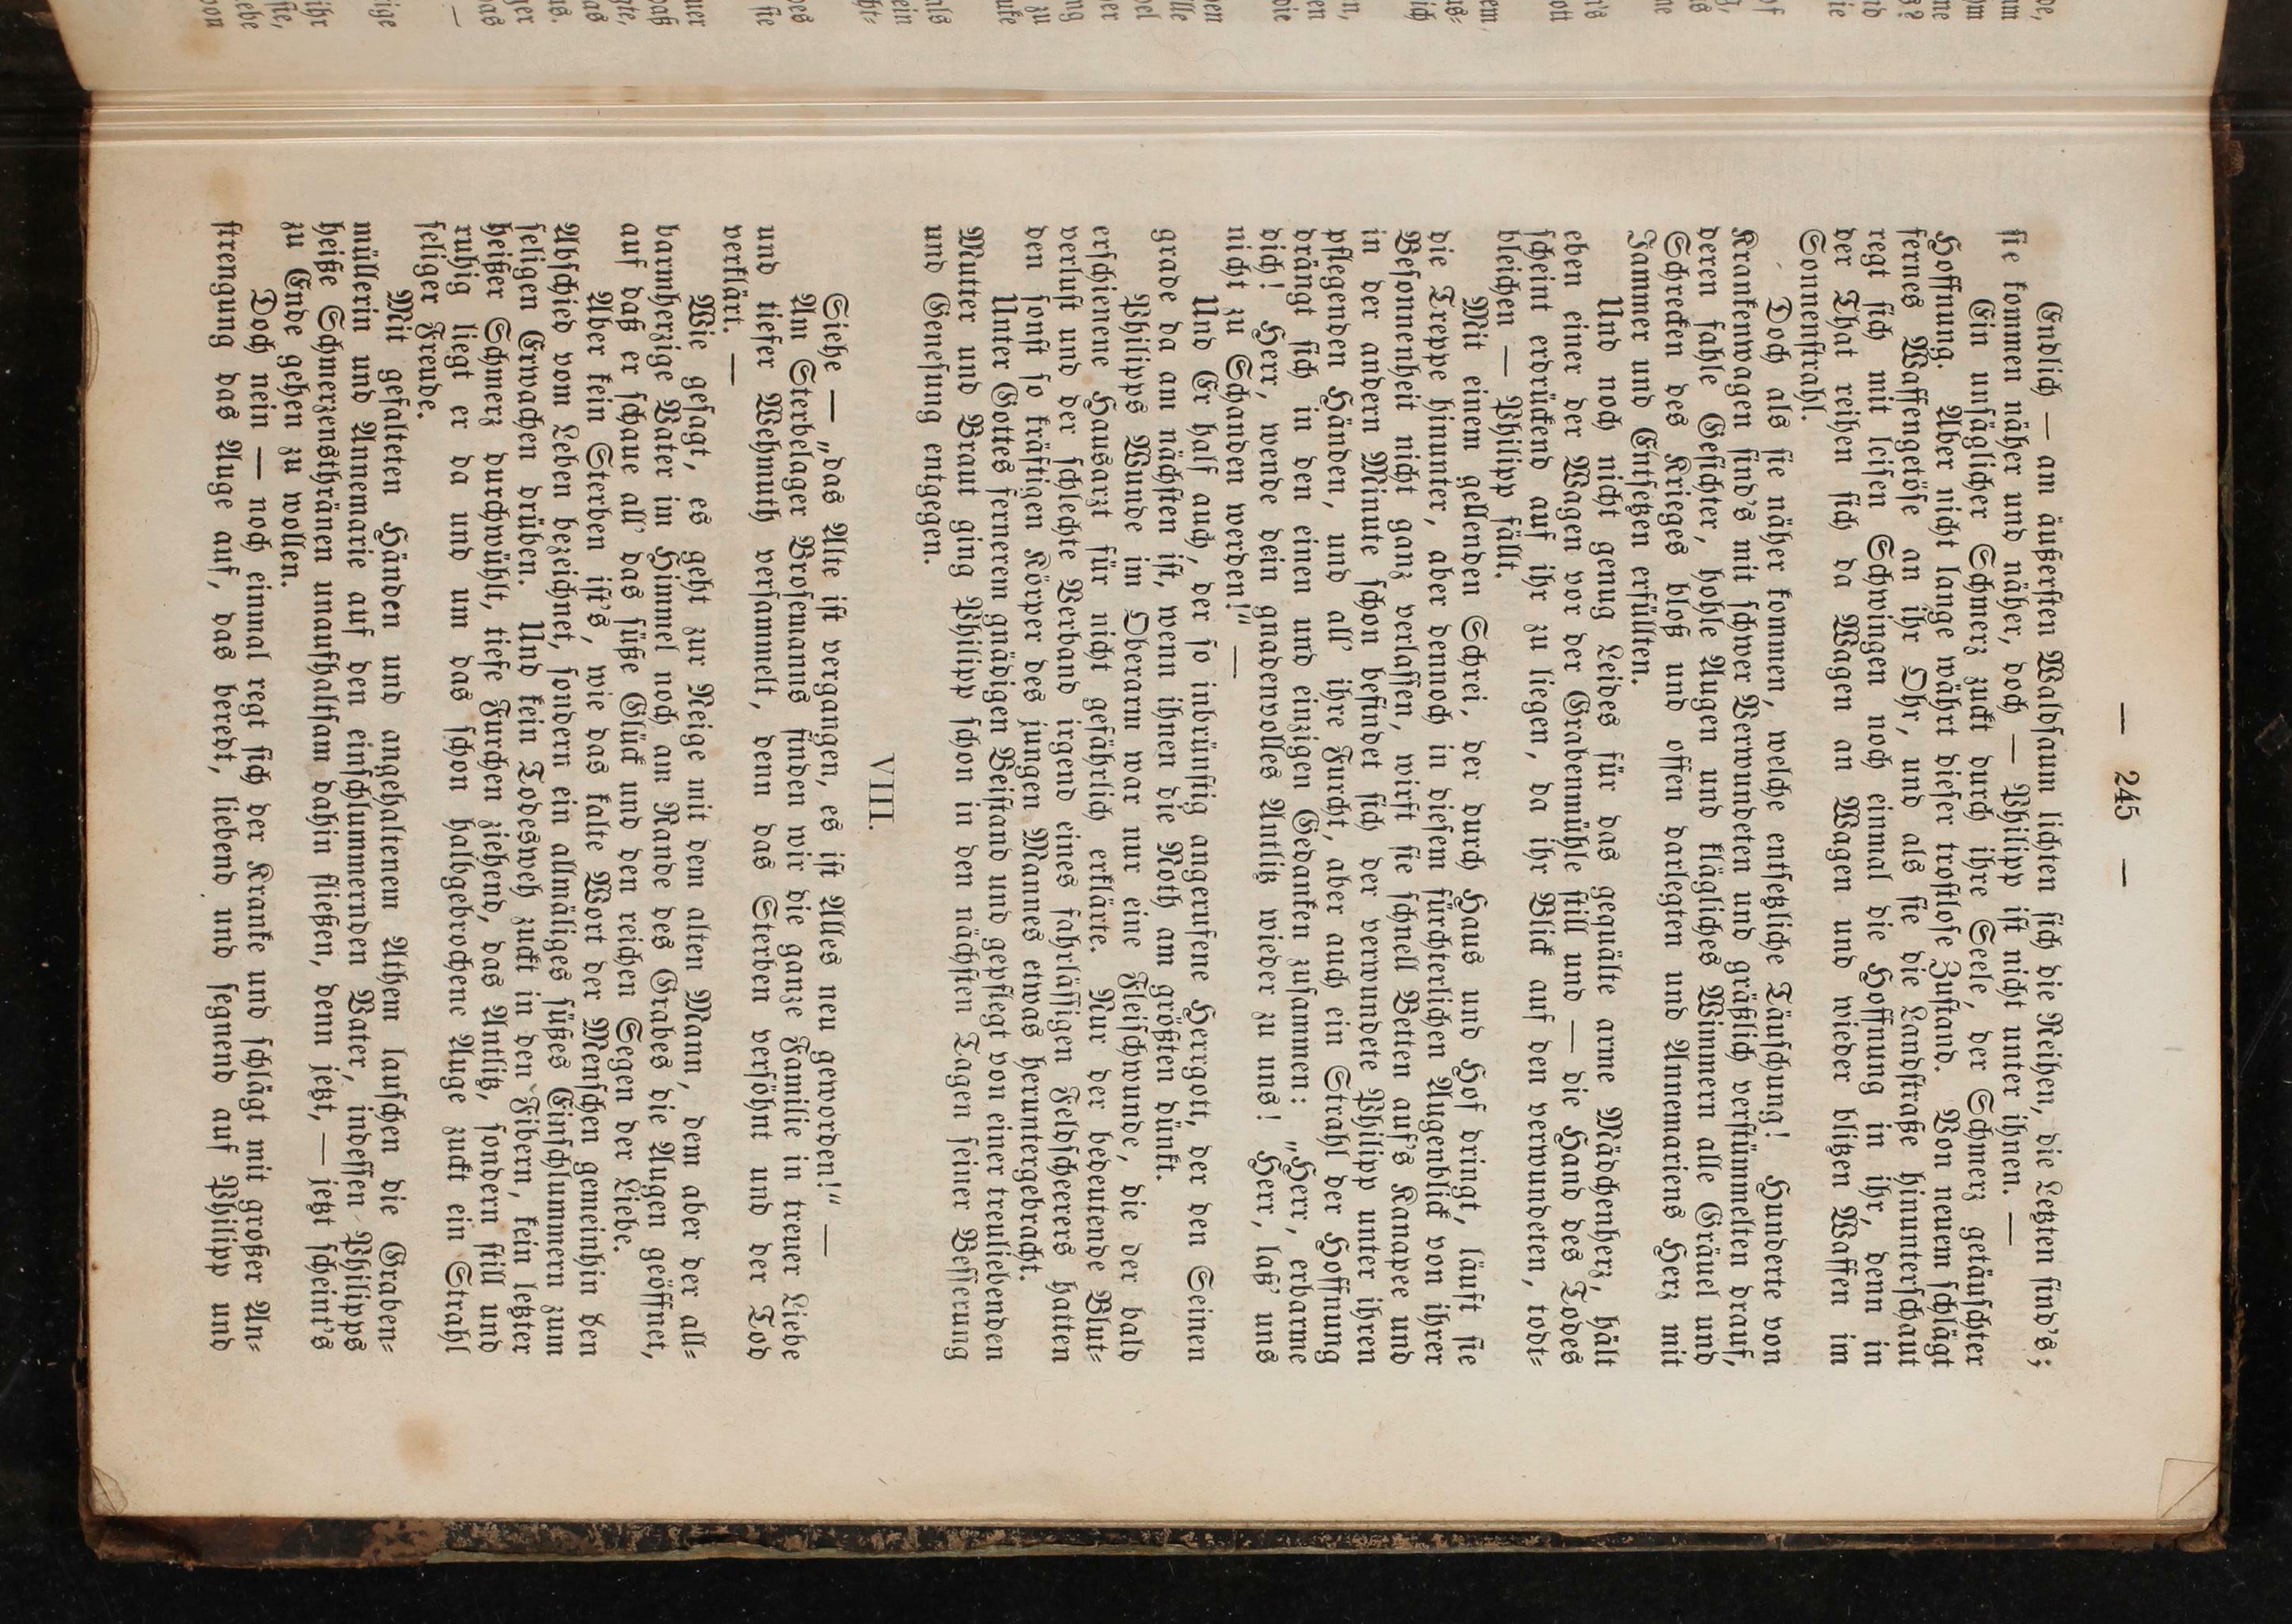 — 245 —
Endlich — am äußersten Waldsaum lichten sich die Reihen, die Letzten sind's;
sie kommen näher und näher, doch — Philipp ist nicht unter ihnen. —
Ein unsäglicher Schmerz zuckt durch ihre Seele, der Schmerz getäuschter
Hoffnung. Aber nicht lange währt dieser trostlose Zustand. Von neuem schlägt
fernes Waffengetöse an ihr Ohr, und als sie die Landstraße hinunterschaut
regt sich mit leisen Schwingen noch einmal die Hoffnung in ihr, denn in
der That reihen sich da Wagen an Wagen und wieder blitzen Waffen im
Sonnenstrahl.
Doch als sie näher kommen, welche entsetzliche Täuschung! Hunderte von
Krankenwagen sind's mit schwer Verwundeten und gräßlich verstümmelten drauf,
deren fahle Gesichter, hohle Augen und klägliches Wimmern alle Gräuel und
Schrecken des Krieges bloß und offen darlegten und Annemariens Herz mit
Jammer und Entsetzen erfüllten.
Und noch nicht genug Leides für das gequälte arme Mädchenherz, hält
eben einer der Wagen vor der Grabenmühle still und — die Hand des Todes
scheint erdrückend auf ihr zu liegen, da ihr Blick auf den verwundeten, todt-
bleichen — Philipp fällt.
Mit einem gellenden Schrei, der durch Haus und Hof dringt, läuft sie
die Treppe hinunter, aber dennoch in diesem fürchterlichen Augenblick von ihrer
Besonnenheit nicht ganz verlassen, wirft sie schnell Betten auf's Kanapee und
in der andern Minute schon befindet sich der verwundete Philipp unter ihren
pflegenden Händen, und all' ihre Furcht, aber auch ein Strahl der Hoffnung
drängt sich in den einen und einzigen Gedanken zusammen: „Herr, erbarme
dich! Herr, wende dein gnadenvolles Antlitz wieder zu uns! Herr, laß' uns
nicht zu Schanden werden!“ —
Und Er half auch, der so inbrünstig angerufene Herrgott, der den Seinen
grade da am nächsten ist, wenn ihnen die Noth am größten dünkt.
Philipps Wunde im Oberarm war nur eine Fleischwunde, die der bald
erschienene Hausarzt für nicht gefährlich erklärte. Nur der bedeutende Blut-
verlust und der schlechte Verband irgend eines fahrlässigen Feldscheerers hatten
den sonst so kräftigen Körper des jungen Mannes etwas heruntergebracht.
Unter Gottes fernerem gnädigen Beistand und gepflegt von einer treuliebenden
Mutter und Braut ging Philipp schon in den nächsten Tagen seiner Besserung
und Genesung entgegen.
VIII.
Siehe — „das Alte ist vergangen, es ist Alles neu geworden!“ —
Am Sterbelager Brosemanns finden wir die ganze Familie in treuer Liebe
und tiefer Wehmuth versammelt, denn das Sterben versöhnt und der Tod
verklärt. —
Wie gesagt, es geht zur Neige mit dem alten Mann, dem aber der all-
barmherzige Vater im Himmel noch am Rande des Grabes die Augen geöffnet,
auf daß er schaue all' das süße Glück und den reichen Segen der Liebe.
Aber kein Sterben ist's, wie das kalte Wort der Menschen gemeinhin den
Abschied vom Leben bezeichnet, sondern ein allmäliges süßes Einschlummern zum
seligen Erwachen drüben. Und kein Todesweh zuckt in den Fibern, kein letzter
heißer Schmerz durchwühlt, tiefe Furchen ziehend, das Antlitz, sondern still und
ruhig liegt er da und um das schon halbgebrochene Auge zuckt ein Strahl
seliger Freude.
Mit gefalteten Händen und angehaltenem Athem lauschen die Graben-
müllerin und Annemarie auf den einschlummernden Vater, indessen Philipps
heiße Schmerzensthränen unaufhaltsam dahin fließen, denn jetzt, — jetzt scheint's
zu Ende gehen zu wollen.
Doch nein — noch einmal regt sich der Kranke und schlägt mit großer An-
strengung das Auge auf, das beredt, liebend und segnend auf Philipp und